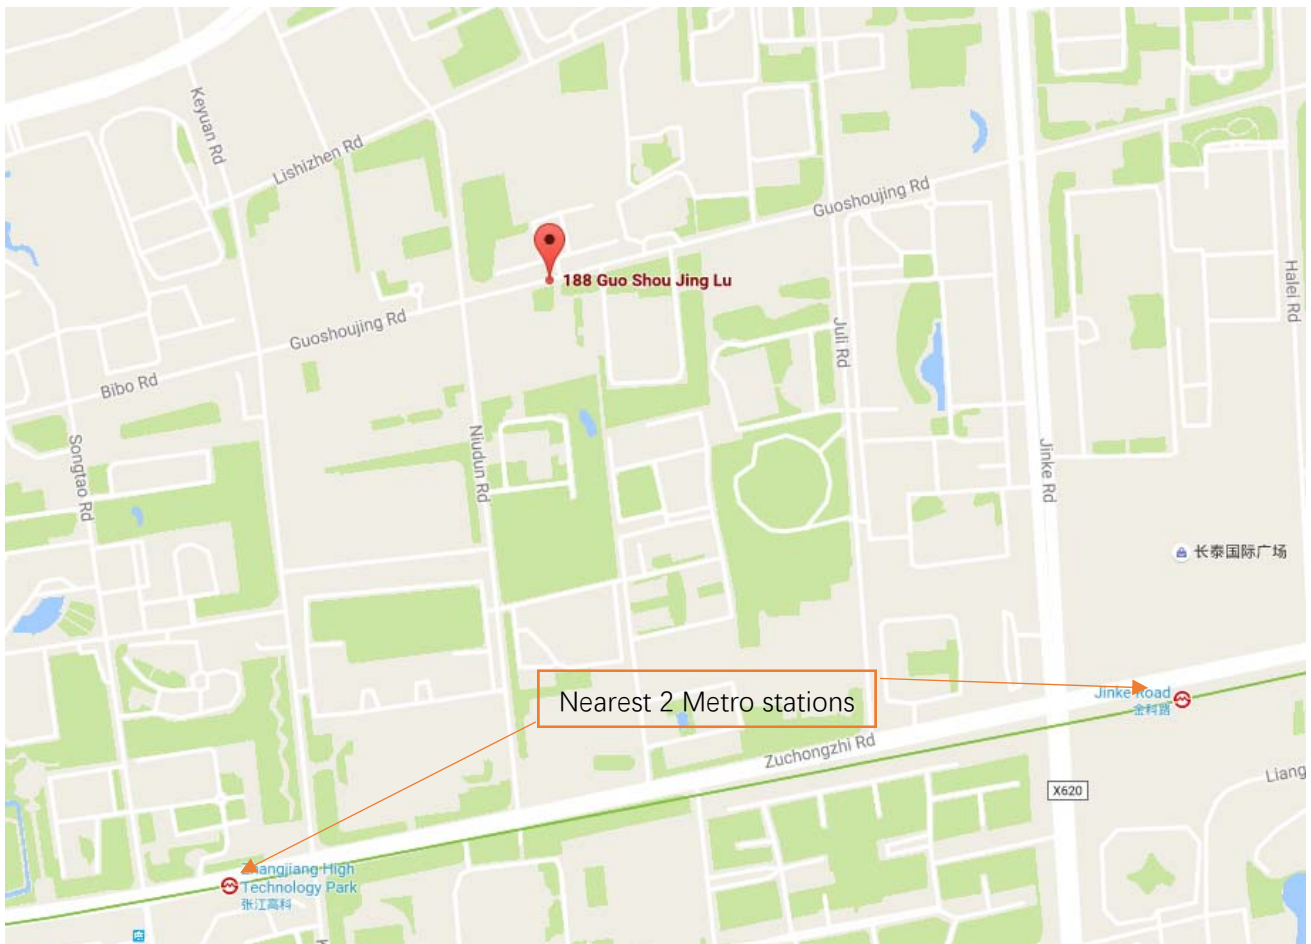 Keyuan Rd
Lishizhen Rd
Guoshoujing Rd
188 Guo Shou Jing Lu
Halei Rd
Guoshoujing Rd
Juli Rd
Bibo Rd
Songtao Rd
Niudun Rd
Jinke Rd
长泰国际广场
Nearest 2 Metro stations
Jinke Road
金科路
Zuchongzhi Rd
Liang
X620
Zhangjiang High
Technology Park
张江高科
K